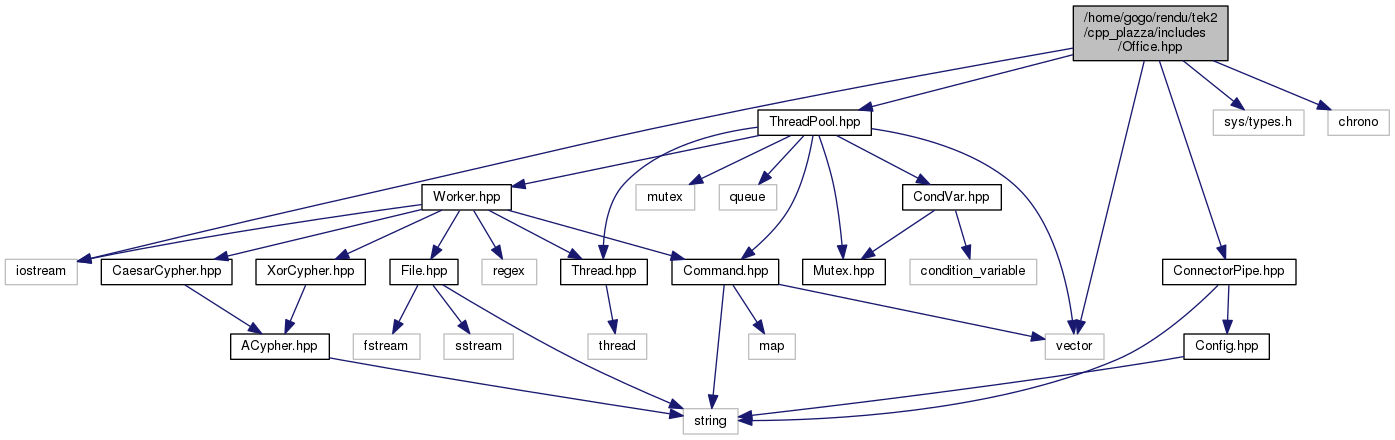 /home/gogo/rendu/tek2
/cpp_plazza/includes
/Office.hpp
ThreadPool.hpp
sys/types.h
chrono
Worker.hpp
mutex
queue
CondVar.hpp
iostream
CaesarCypher.hpp
XorCypher.hpp
File.hpp
regex
Thread.hpp
Command.hpp
Mutex.hpp
condition_variable
ConnectorPipe.hpp
ACypher.hpp
fstream
sstream
thread
map
vector
Config.hpp
string